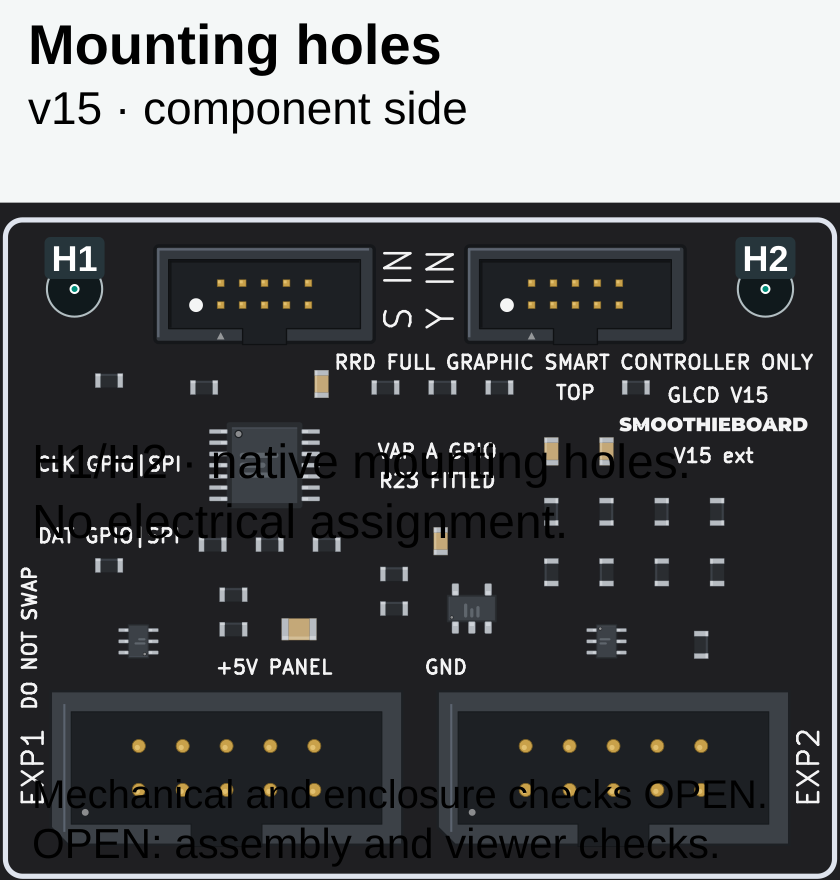 Mounting holes
v15 · component side
H1
H2
S IN
Y IN
RRD FULL GRAPHIC SMART CONTROLLER ONLY
TOP
GLCD V15
SMOOTHIEBOARD
V15 ext
VAR A GPIO
R23 FITTED
CLK GPIO|SPI
H1/H2 · native mounting holes.
No electrical assignment.
DAT GPIO|SPI
DO NOT SWAP
+5V PANEL
GND
EXP1
EXP2
Mechanical and enclosure checks OPEN.
OPEN: assembly and viewer checks.